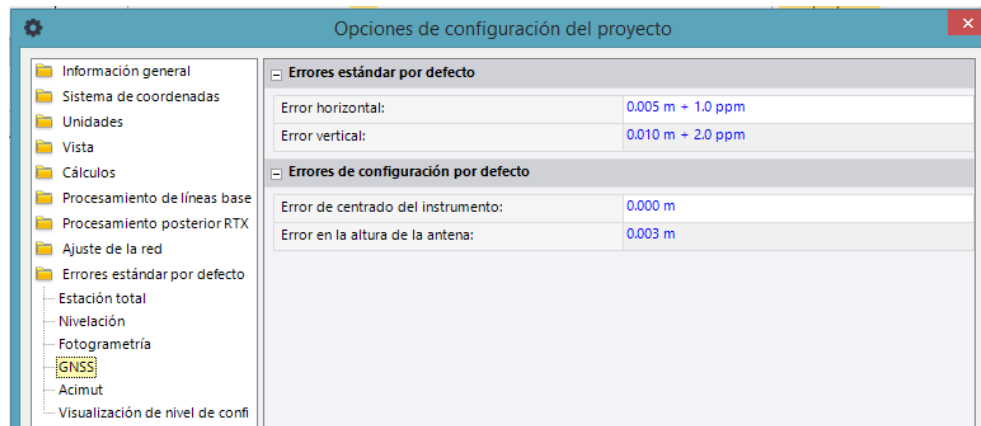 Opciones de configuración del proyecto
Información general
Sistema de coordenadas
Unidades
Vista
Cálculos
Procesamiento de líneas base
Procesamiento posterior RTX
Ajuste de la red
Errores estándar por defecto
Estación total
Nivelación
Fotogrametría
GNSS
Acimut
Visualización de nivel de confi
Errores estándar por defecto
Error horizontal: 0.005 m + 1.0 ppm
Error vertical: 0.010 m + 2.0 ppm
Errores de configuración por defecto
Error de centrado del instrumento: 0.000 m
Error en la altura de la antena: 0.003 m